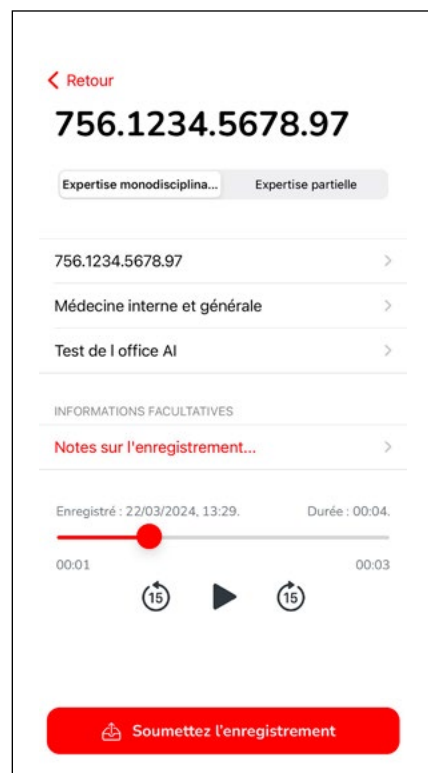 Retour
756.1234.5678.97
Expertise monodisciplina... Expertise partielle
756.1234.5678.97
Médecine interne et générale
Test de l office AI
INFORMATIONS FACULTATIVES
Notes sur l'enregistrement...
Enregistré : 22/03/2024, 13:29. Durée : 00:04.
00:01 00:03
15 15
Soumettez l'enregistrement